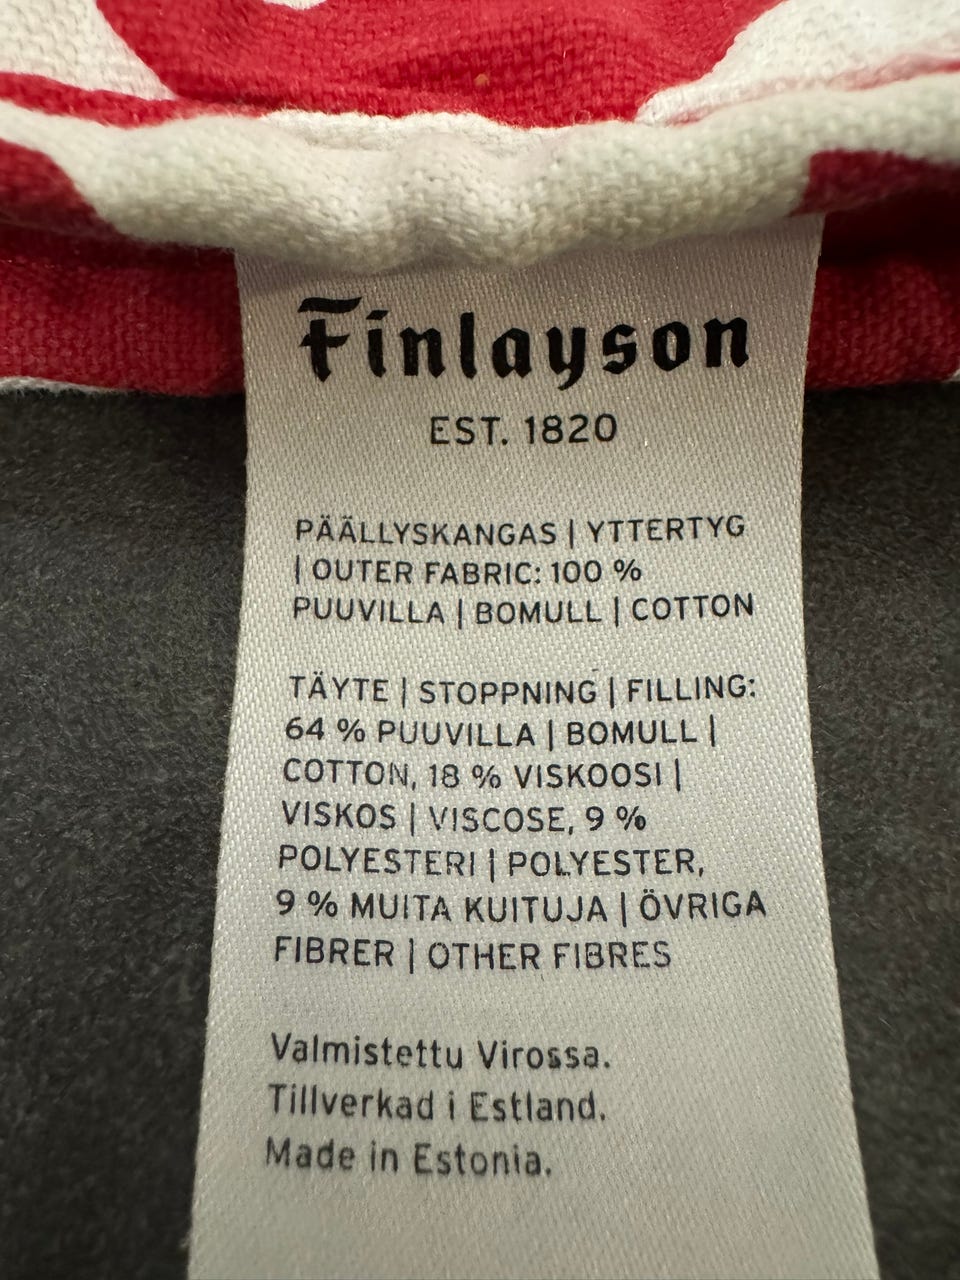 Finlayson
EST. 1820
PÄÄLLYSKANGAS | YTTERTYG
| OUTER FABRIC: 100 %
PUUVILLA | BOMULL | COTTON
TÄYTE | STOPPNING | FILLING:
64 % PUUVILLA | BOMULL |
COTTON, 18 % VISKOOSI |
VISKOS | VISCOSE, 9 %
POLYESTERI | POLYESTER,
9 % MUITA KUITUJA | ÖVRIGA
FIBRER | OTHER FIBRES
Valmistettu Virossa.
Tillverkad i Estland.
Made in Estonia.